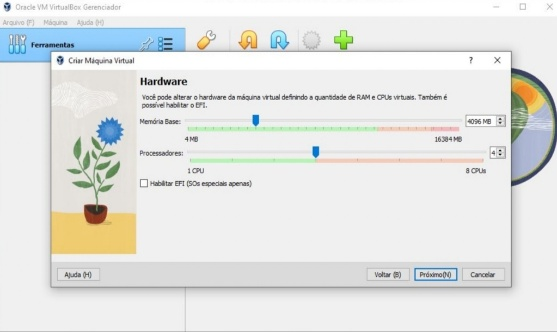 Oracle VM VirtualBox Gerenciador
Arquivo (F) Máquina Ajuda (H)
Ferramentas
Criar Máquina Virtual
Hardware
Você pode alterar o hardware da máquina virtual definindo a quantidade de RAM e CPUs virtuais. Também é
possível habilitar o EFI.
Memória Base: 4096 MB
4 MB 16384 MB
Processadores: 4
1 CPU 8 CPUs
Habilitar EFI (SOs especiais apenas)
Ajuda (H) Voltar (B) Próximo(N) Cancelar